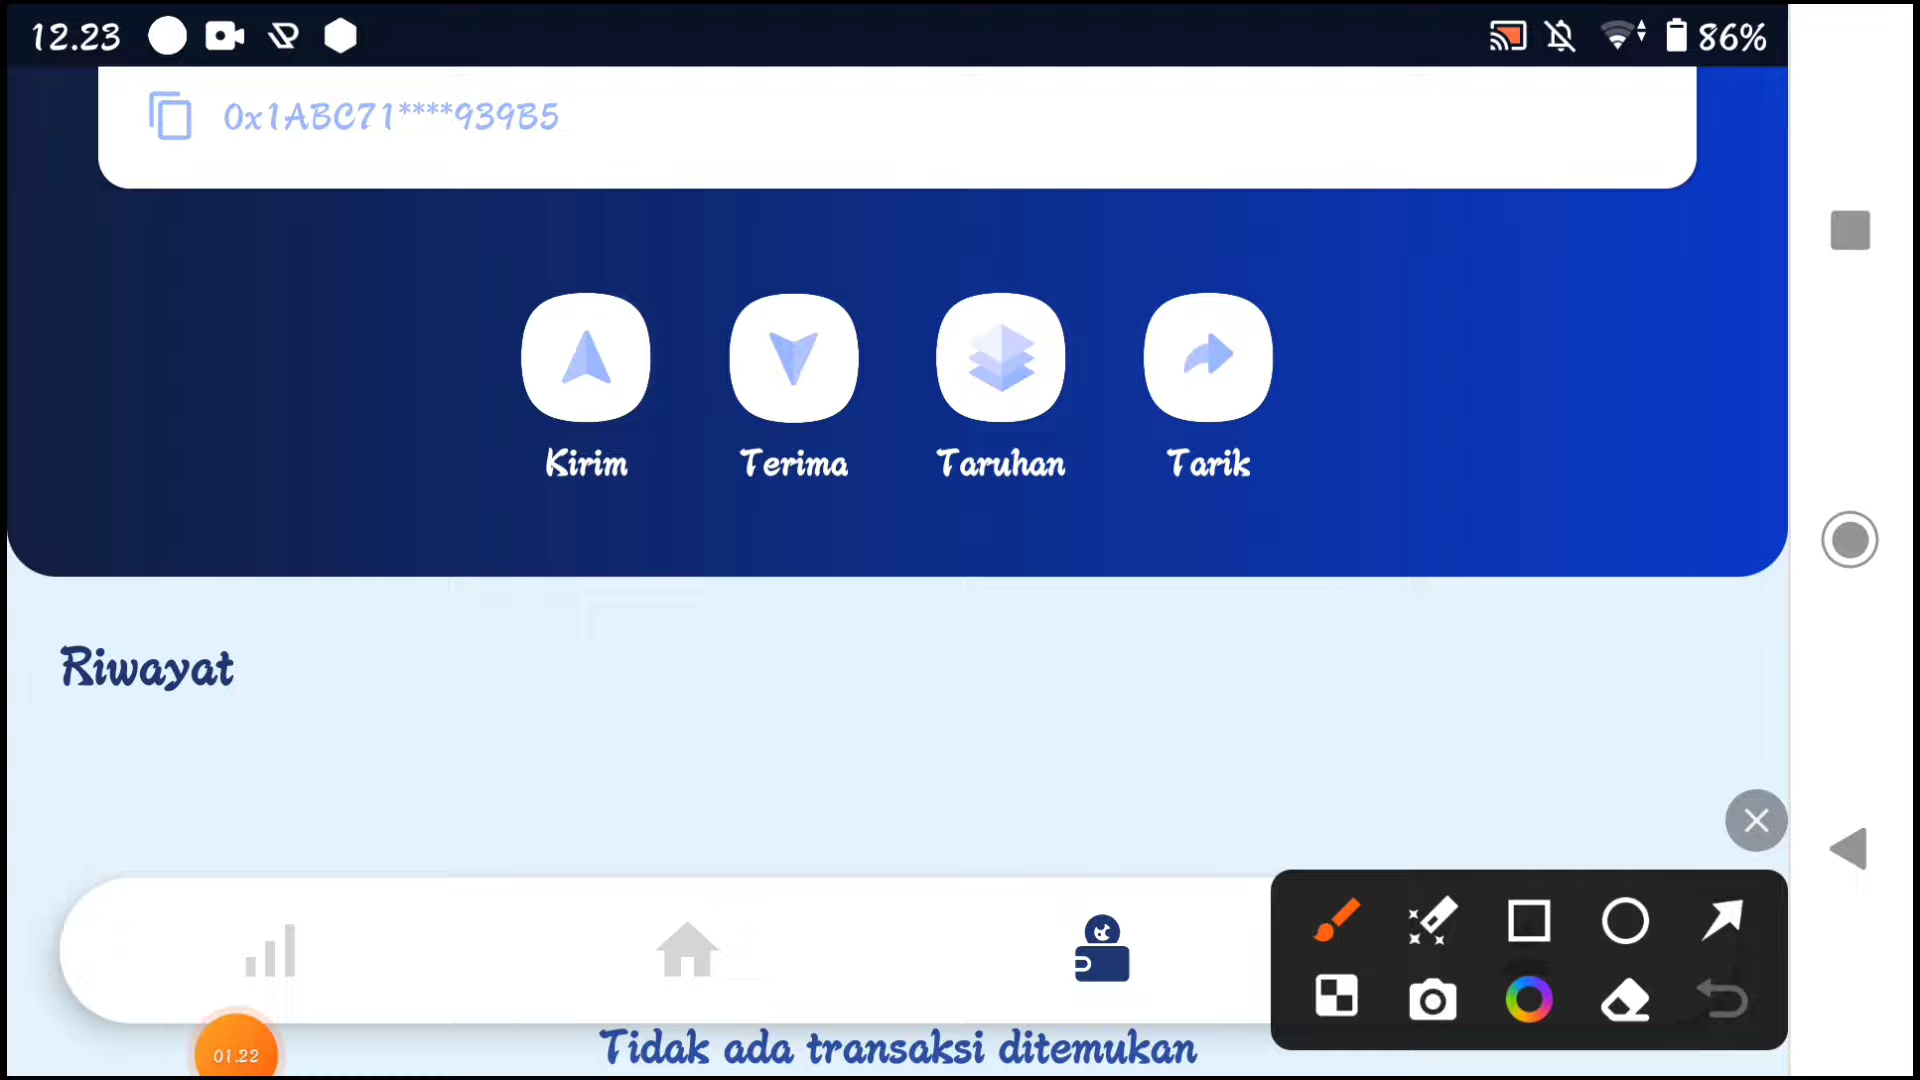 12.23 86%
0x1ABC71****939B5
Kirim Terima Taruhan Tarik
Riwayat
01.22
Tidak ada transaksi ditemukan